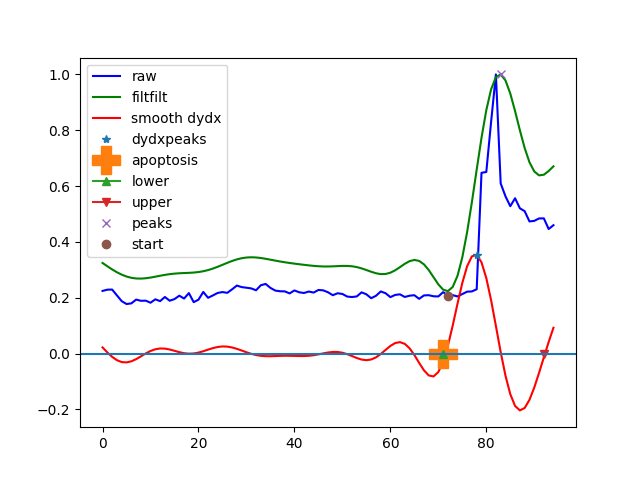 1.0
0.8
0.6
0.4
0.2
0.0
−0.2
0 20 40 60 80
raw
filtfilt
smooth dydx
dydxpeaks
apoptosis
lower
upper
peaks
start